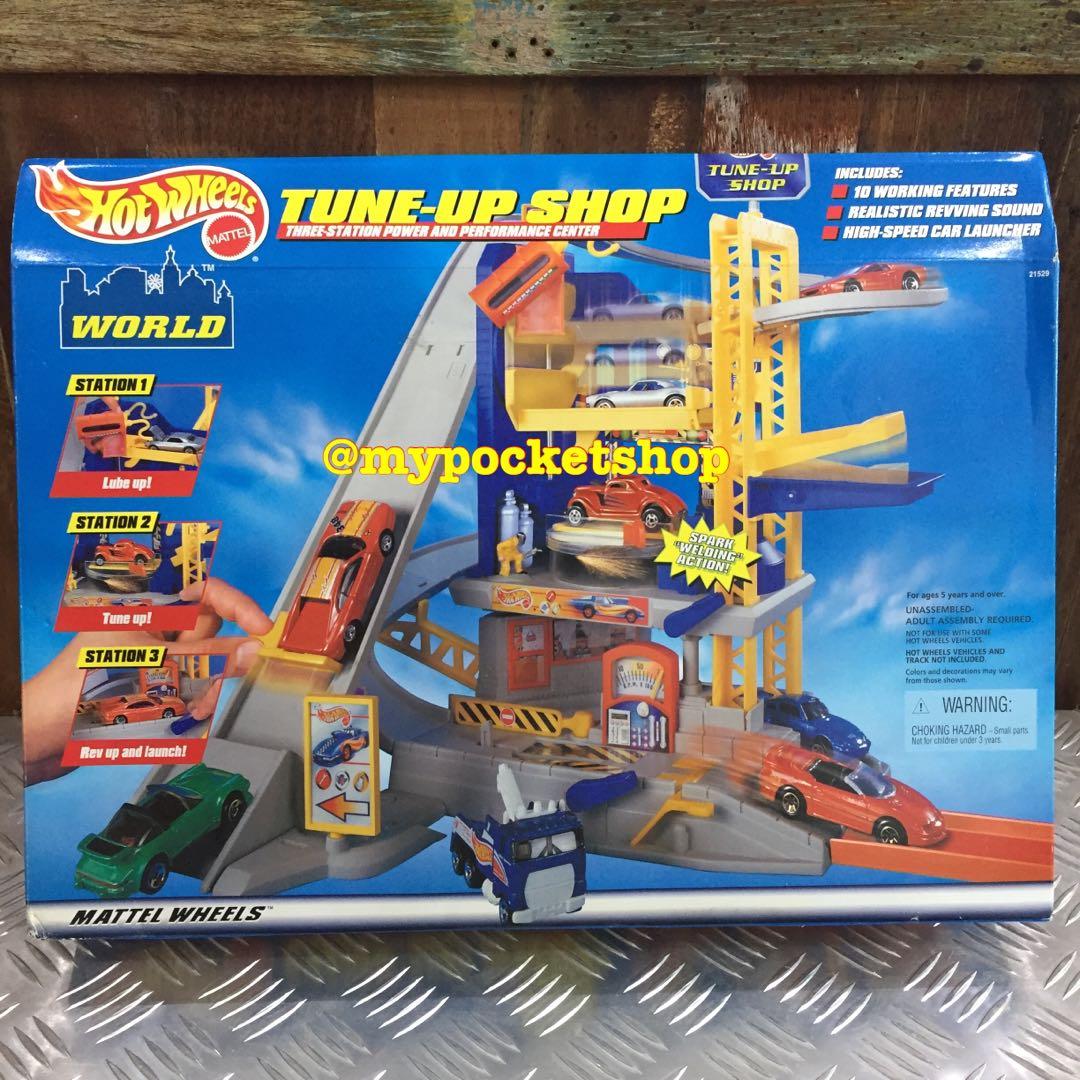 HOT WHEELS
MATTEL
®
WORLD™
TUNE-UP SHOP
THREE-STATION POWER AND PERFORMANCE CENTER
TUNE-UP
SHOP
INCLUDES:
10 WORKING FEATURES
REALISTIC REVVING SOUND
HIGH-SPEED CAR LAUNCHER
21529
STATION 1
Lube up!
STATION 2
Tune up!
STATION 3
Rev up and launch!
@mypocketshop
SPARK
"WELDING"
ACTION!
For ages 5 years and over.
UNASSEMBLED-
ADULT ASSEMBLY REQUIRED.
NOT FOR USE WITH SOME
HOT WHEELS VEHICLES.
HOT WHEELS VEHICLES AND
TRACK NOT INCLUDED.
Colors and decorations may vary
from those shown.
WARNING:
CHOKING HAZARD – Small parts
Not for children under 3 years.
MATTEL WHEELS™